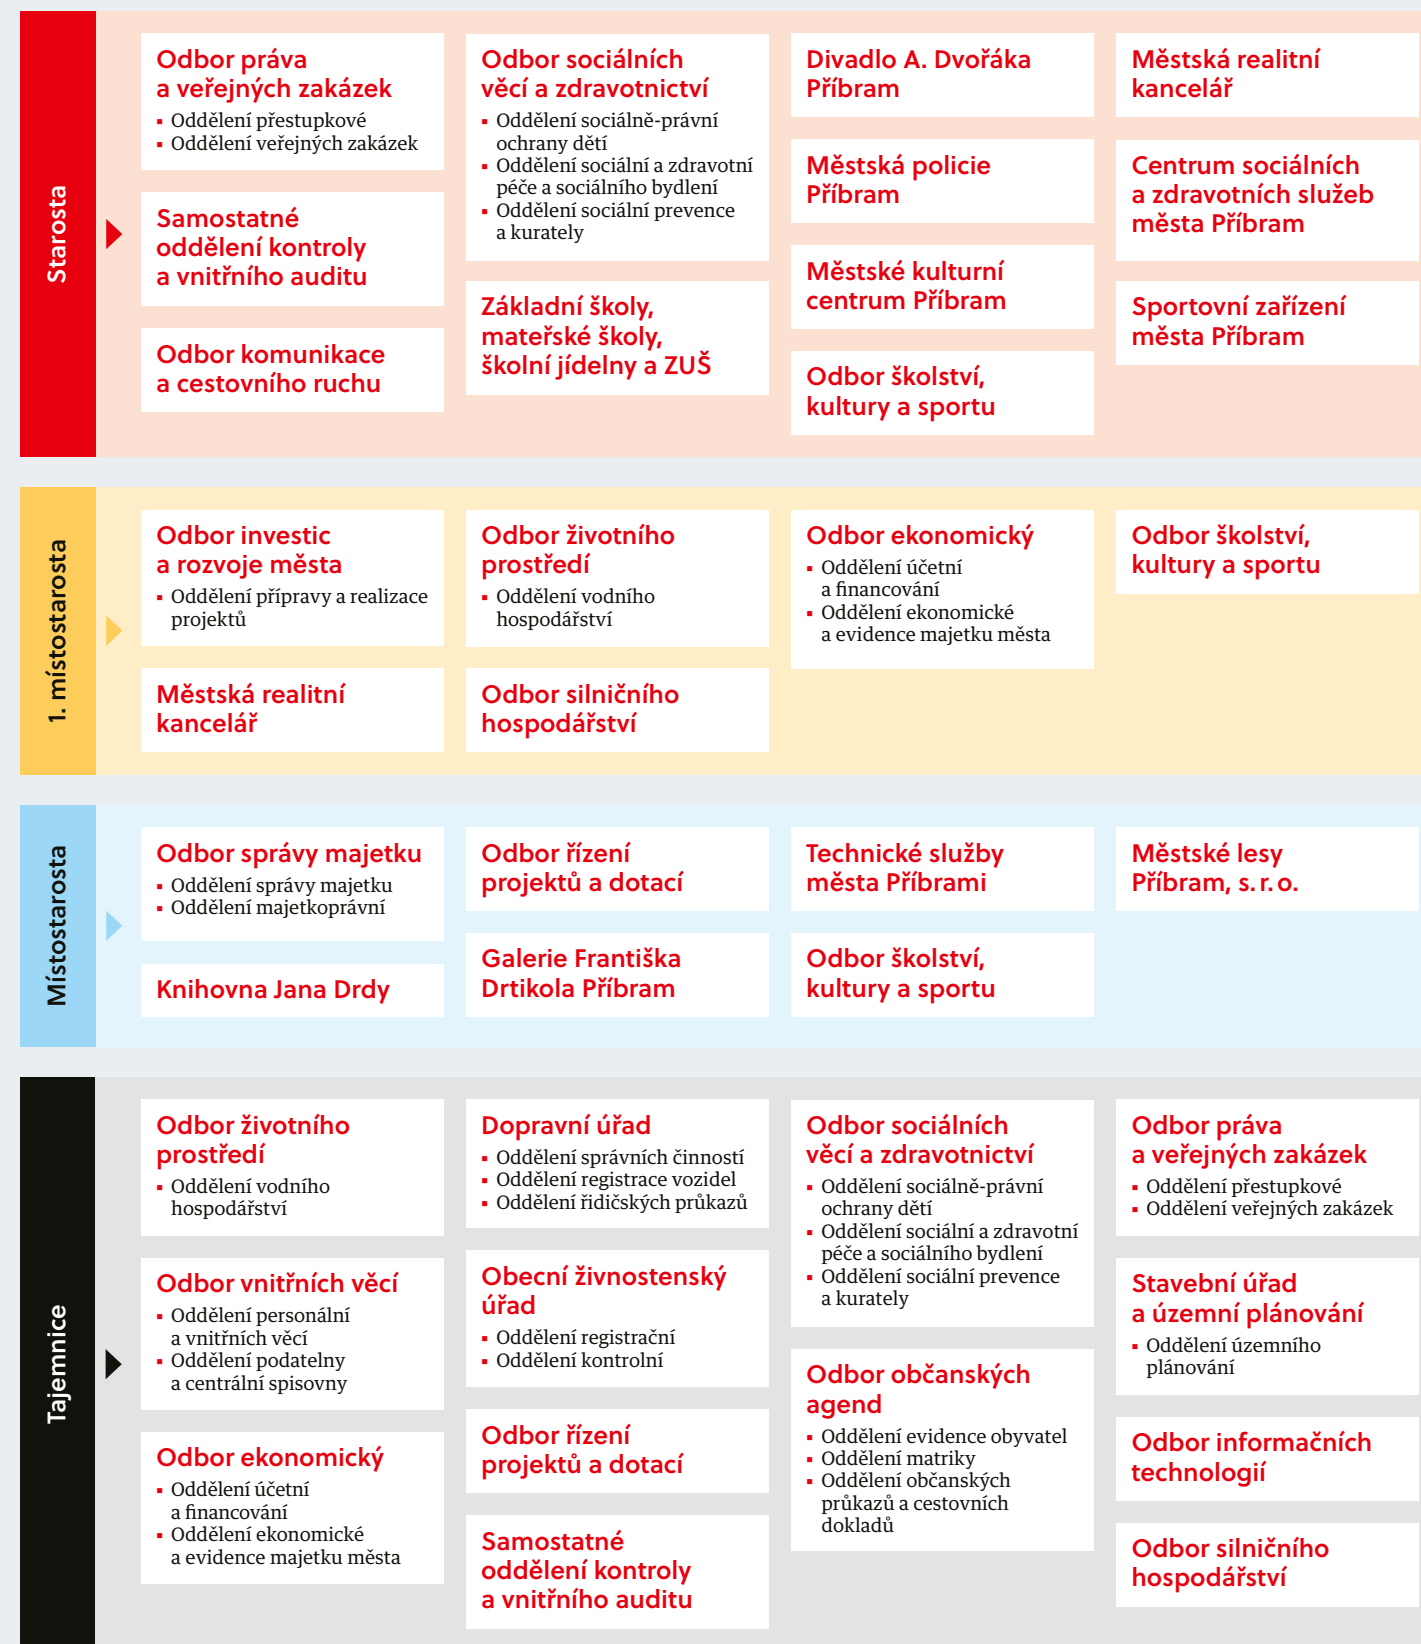 Starosta
Odbor práva
a veřejných zakázek
▪ Oddělení přestupkové
▪ Oddělení veřejných zakázek
Samostatné
oddělení kontroly
a vnitřního auditu
Odbor komunikace
a cestovního ruchu
Odbor sociálních
věcí a zdravotnictví
▪ Oddělení sociálně-právní
ochrany dětí
▪ Oddělení sociální a zdravotní
péče a sociálního bydlení
▪ Oddělení sociální prevence
a kurately
Základní školy,
mateřské školy,
školní jídelny a ZUŠ
Divadlo A. Dvořáka
Příbram
Městská policie
Příbram
Městské kulturní
centrum Příbram
Odbor školství,
kultury a sportu
Městská realitní
kancelář
Centrum sociálních
a zdravotních služeb
města Příbram
Sportovní zařízení
města Příbram
1. místostarosta
Odbor investic
a rozvoje města
▪ Oddělení přípravy a realizace
projektů
Městská realitní
kancelář
Odbor životního
prostředí
▪ Oddělení vodního
hospodářství
Odbor silničního
hospodářství
Odbor ekonomický
▪ Oddělení účetní
a financování
▪ Oddělení ekonomické
a evidence majetku města
Odbor školství,
kultury a sportu
Místostarosta
Odbor správy majetku
▪ Oddělení správy majetku
▪ Oddělení majetkoprávní
Knihovna Jana Drdy
Odbor řízení
projektů a dotací
Galerie Františka
Drtikola Příbram
Technické služby
města Příbrami
Odbor školství,
kultury a sportu
Městské lesy
Příbram, s. r. o.
Tajemnice
Odbor životního
prostředí
▪ Oddělení vodního
hospodářství
Odbor vnitřních věcí
▪ Oddělení personální
a vnitřních věcí
▪ Oddělení podatelny
a centrální spisovny
Odbor ekonomický
▪ Oddělení účetní
a financování
▪ Oddělení ekonomické
a evidence majetku města
Dopravní úřad
▪ Oddělení správních činností
▪ Oddělení registrace vozidel
▪ Oddělení řidičských průkazů
Obecní živnostenský
úřad
▪ Oddělení registrační
▪ Oddělení kontrolní
Odbor řízení
projektů a dotací
Samostatné
oddělení kontroly
a vnitřního auditu
Odbor sociálních
věcí a zdravotnictví
▪ Oddělení sociálně-právní
ochrany dětí
▪ Oddělení sociální a zdravotní
péče a sociálního bydlení
▪ Oddělení sociální prevence
a kurately
Odbor občanských
agend
▪ Oddělení evidence obyvatel
▪ Oddělení matriky
▪ Oddělení občanských
průkazů a cestovních
dokladů
Odbor práva
a veřejných zakázek
▪ Oddělení přestupkové
▪ Oddělení veřejných zakázek
Stavební úřad
a územní plánování
▪ Oddělení územního
plánování
Odbor informačních
technologií
Odbor silničního
hospodářství